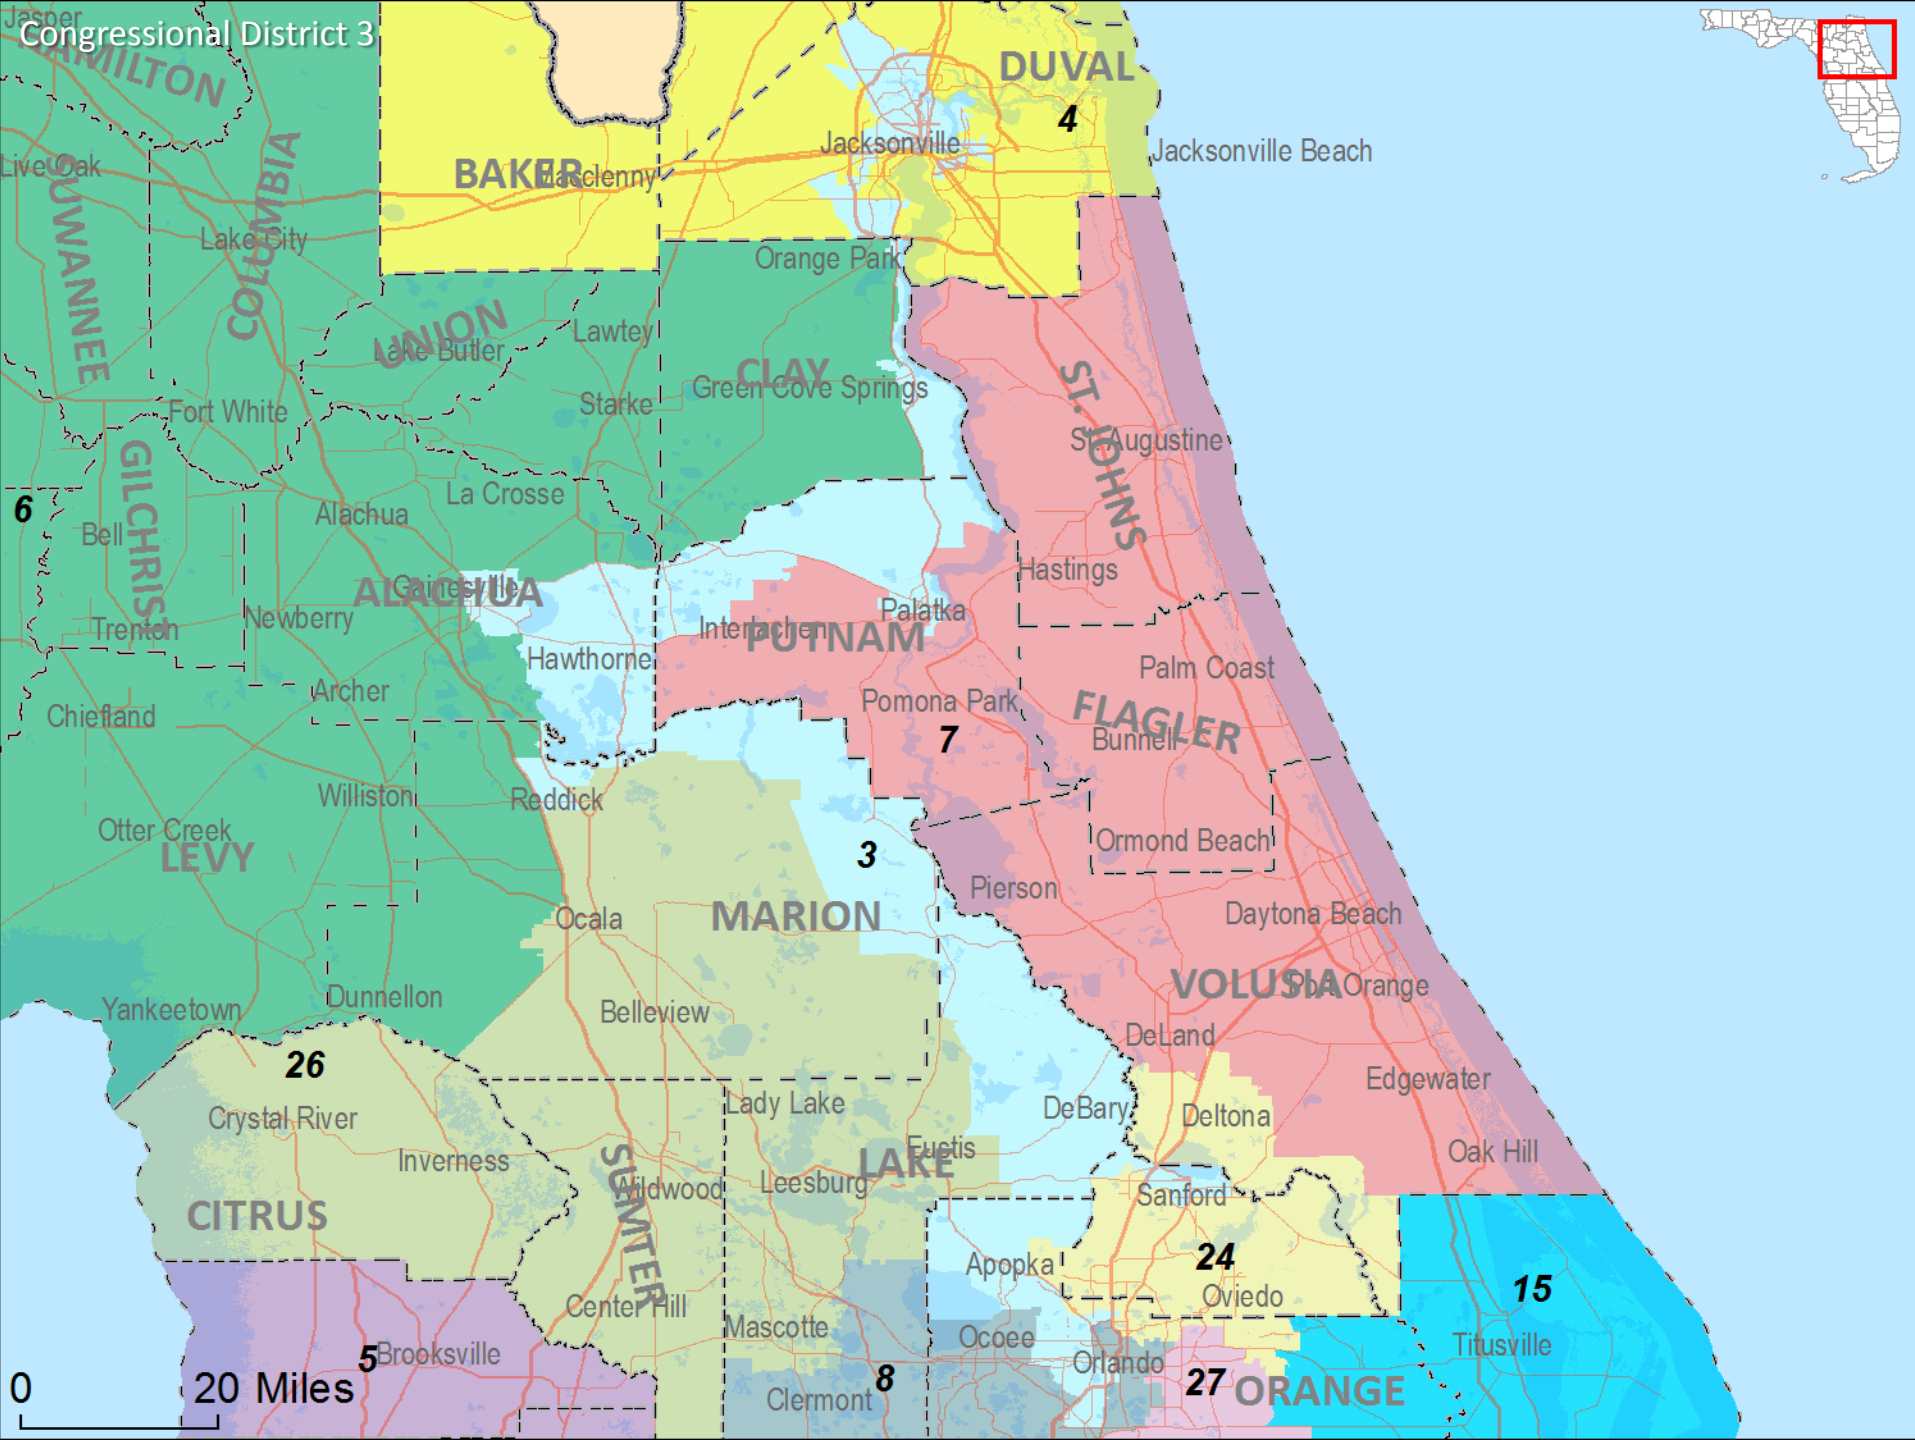 Congressional District 3
Jasper
HAMILTON
DUVAL
4
Jacksonville
Jacksonville Beach
Live Oak
SUWANNEE
COLUMBIA
BAKER
Macclenny
Lake City
Orange Park
UNION
Lake Butler
Lawtey
CLAY
Green Cove Springs
Starke
Fort White
ST. JOHNS
St. Augustine
GILCHRIST
La Crosse
6
Alachua
Bell
Hastings
ALACHUA
Gainesville
Newberry
Trenton
Palatka
Interlachen
PUTNAM
Hawthorne
Palm Coast
Archer
Pomona Park
FLAGLER
Chiefland
7
Bunnell
Williston
Reddick
Otter Creek
LEVY
3
Ormond Beach
Pierson
Ocala
MARION
Daytona Beach
VOLUSIA
Port Orange
Yankeetown
Dunnellon
Belleview
DeLand
26
Edgewater
Crystal River
Lady Lake
DeBary
Deltona
Inverness
Eustis
LAKE
Oak Hill
SUMTER
Wildwood
Leesburg
Sanford
CITRUS
Apopka
24
15
Center Hill
Oviedo
Mascotte
Ocoee
Titusville
5
Brooksville
Orlando
8
27
ORANGE
Clermont
0
20 Miles